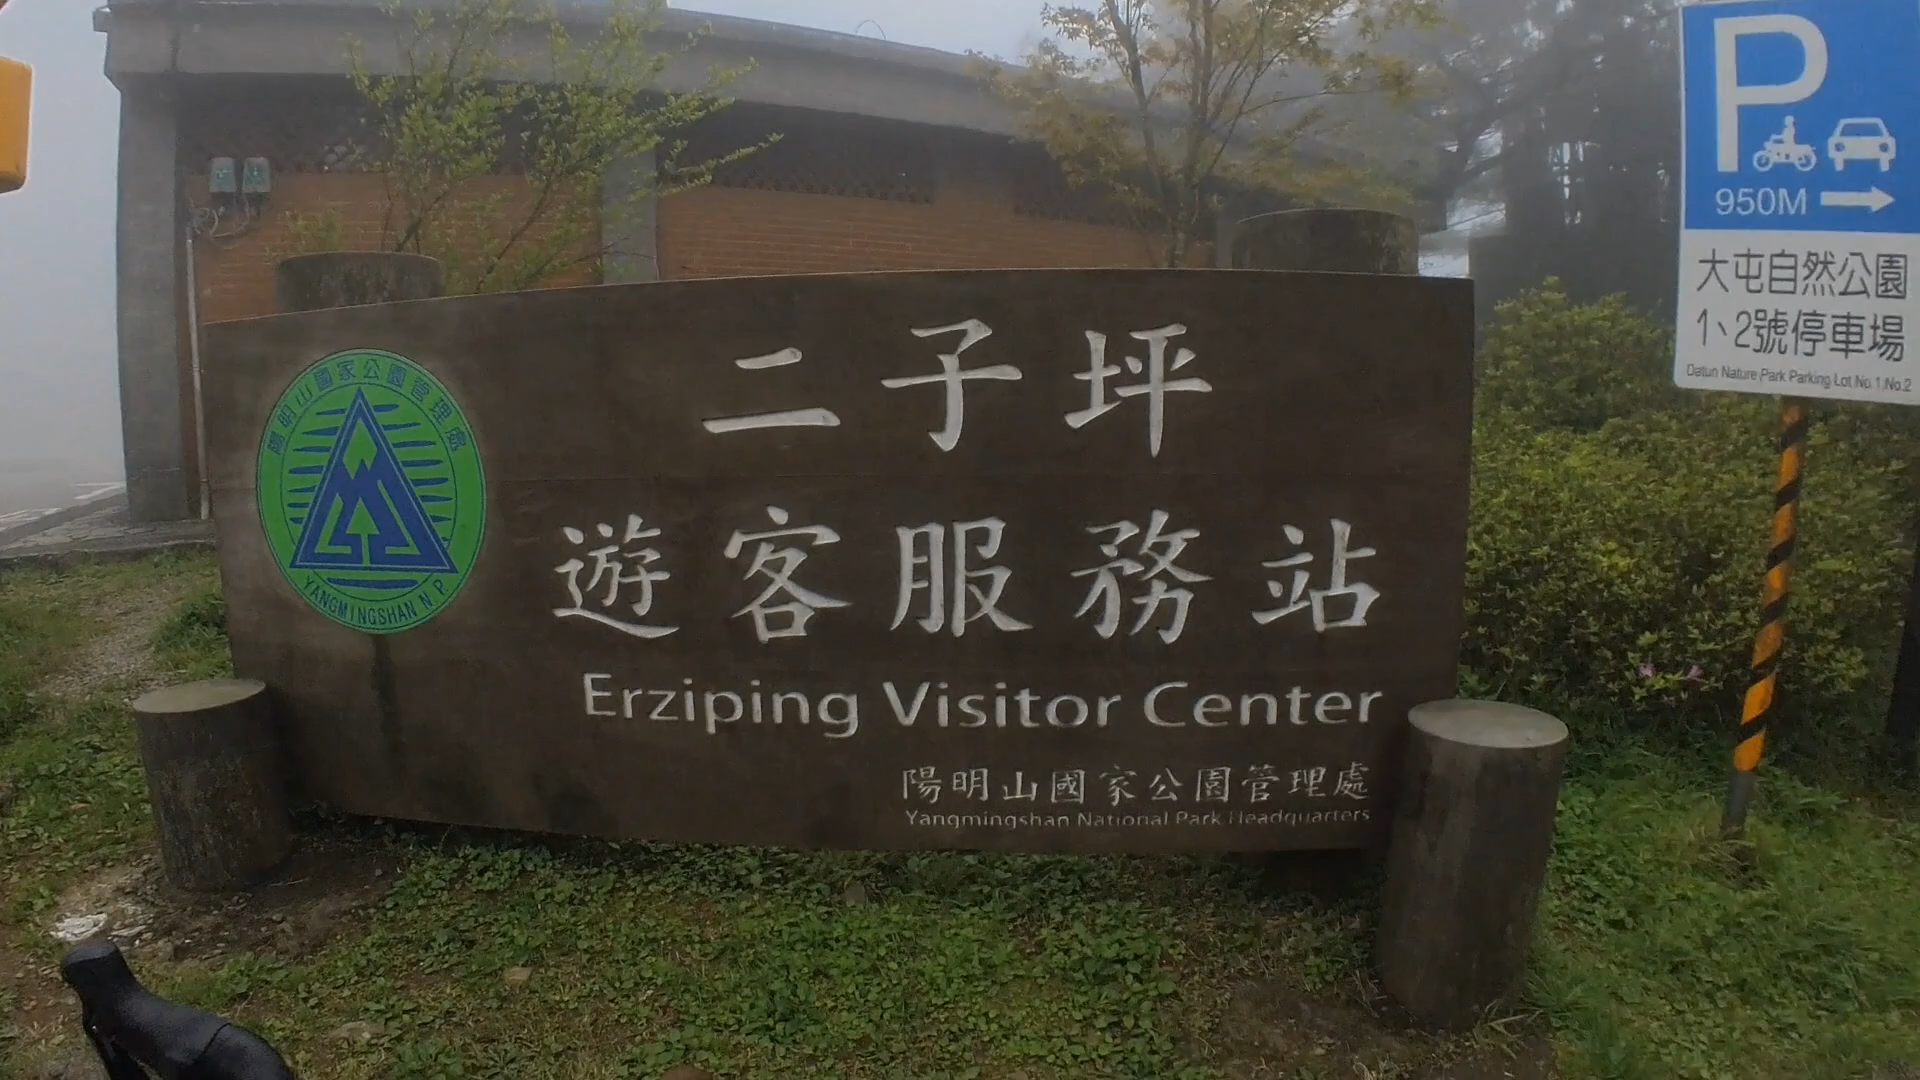 陽明山國家公園管理處
YANGMINGSHAN N.P
二子坪
遊客服務站
Erziping Visitor Center
陽明山國家公園管理處
Yangmingshan National Park Headquarters
P
950M
大屯自然公園
1、2號停車場
Datun Nature Park Parking Lot No.1,No.2